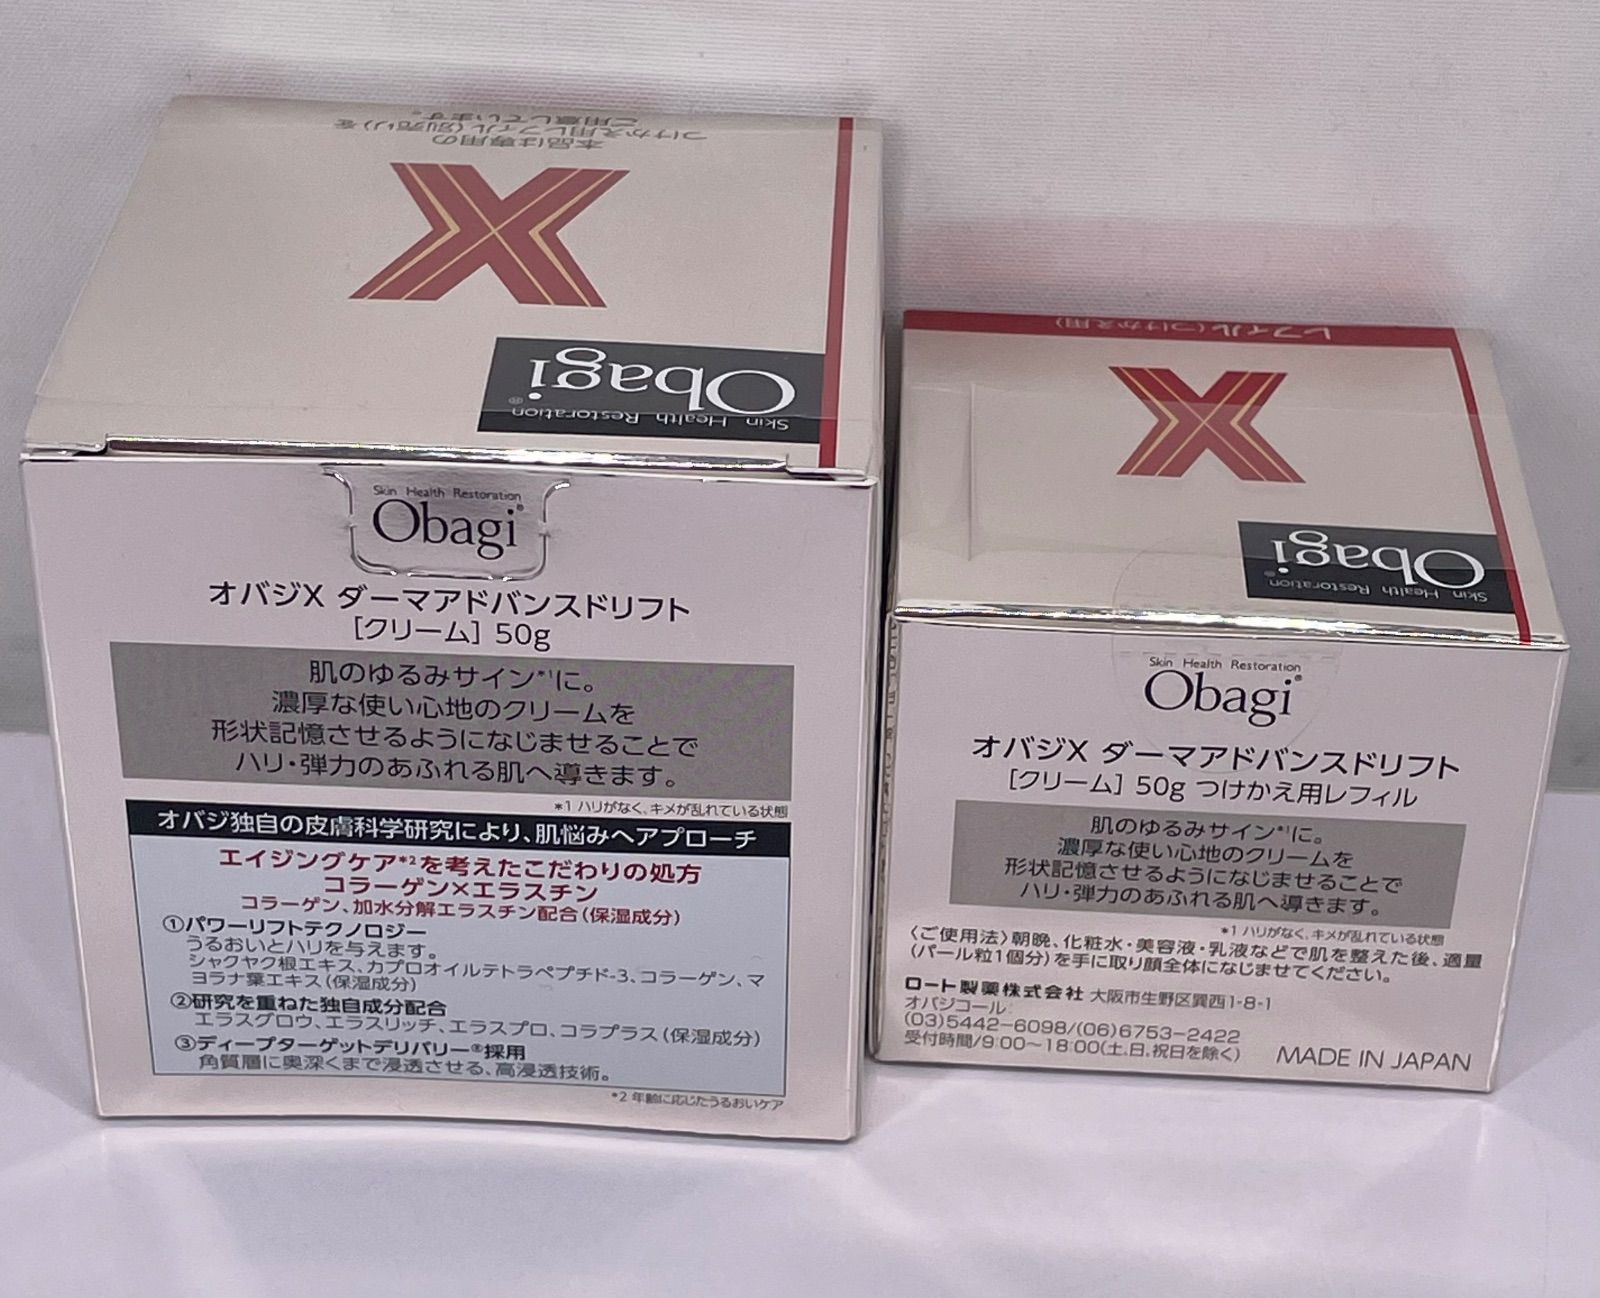 本品は専用の
つけかえ用レフィル(別売り)を
ご用意しています。
X
Obagi®
Skin Health Restoration
Skin Health Restoration
Obagi®
オバジX ダーマアドバンスドリフト
[クリーム] 50g
肌のゆるみサイン*1に。
濃厚な使い心地のクリームを
形状記憶させるようになじませることで
ハリ・弾力のあふれる肌へ導きます。
*1 ハリがなく、キメが乱れている状態
オバジ独自の皮膚科学研究により、肌悩みへアプローチ
エイジングケア*2を考えたこだわりの処方
コラーゲン×エラスチン
コラーゲン、加水分解エラスチン配合(保湿成分)
①パワーリフトテクノロジー
うるおいとハリを与えます。
シャクヤク根エキス、カプロオイルテトラペプチド-3、コラーゲン、マ
ヨラナ葉エキス(保湿成分)
②研究を重ねた独自成分配合
エラスグロウ、エラスリッチ、エラスプロ、コラプラス(保湿成分)
③ディープターゲットデリバリー®採用
角質層に奥深くまで浸透させる、高浸透技術。
*2 年齢に応じたうるおいケア
レフィル(つけかえ用)
X
Obagi®
Skin Health Restoration
Skin Health Restoration
Obagi®
オバジX ダーマアドバンスドリフト
[クリーム] 50g つけかえ用レフィル
肌のゆるみサイン*1に。
濃厚な使い心地のクリームを
形状記憶させるようになじませることで
ハリ・弾力のあふれる肌へ導きます。
*1 ハリがなく、キメが乱れている状態
〈ご使用法〉朝晩、化粧水・美容液・乳液などで肌を整えた後、適量
(パール粒1個分)を手に取り顔全体になじませてください。
ロート製薬株式会社 大阪市生野区巽西1-8-1
オバジコール:
(03)5442-6098/(06)6753-2422
受付時間/9:00〜18:00(土、日、祝日を除く)
MADE IN JAPAN